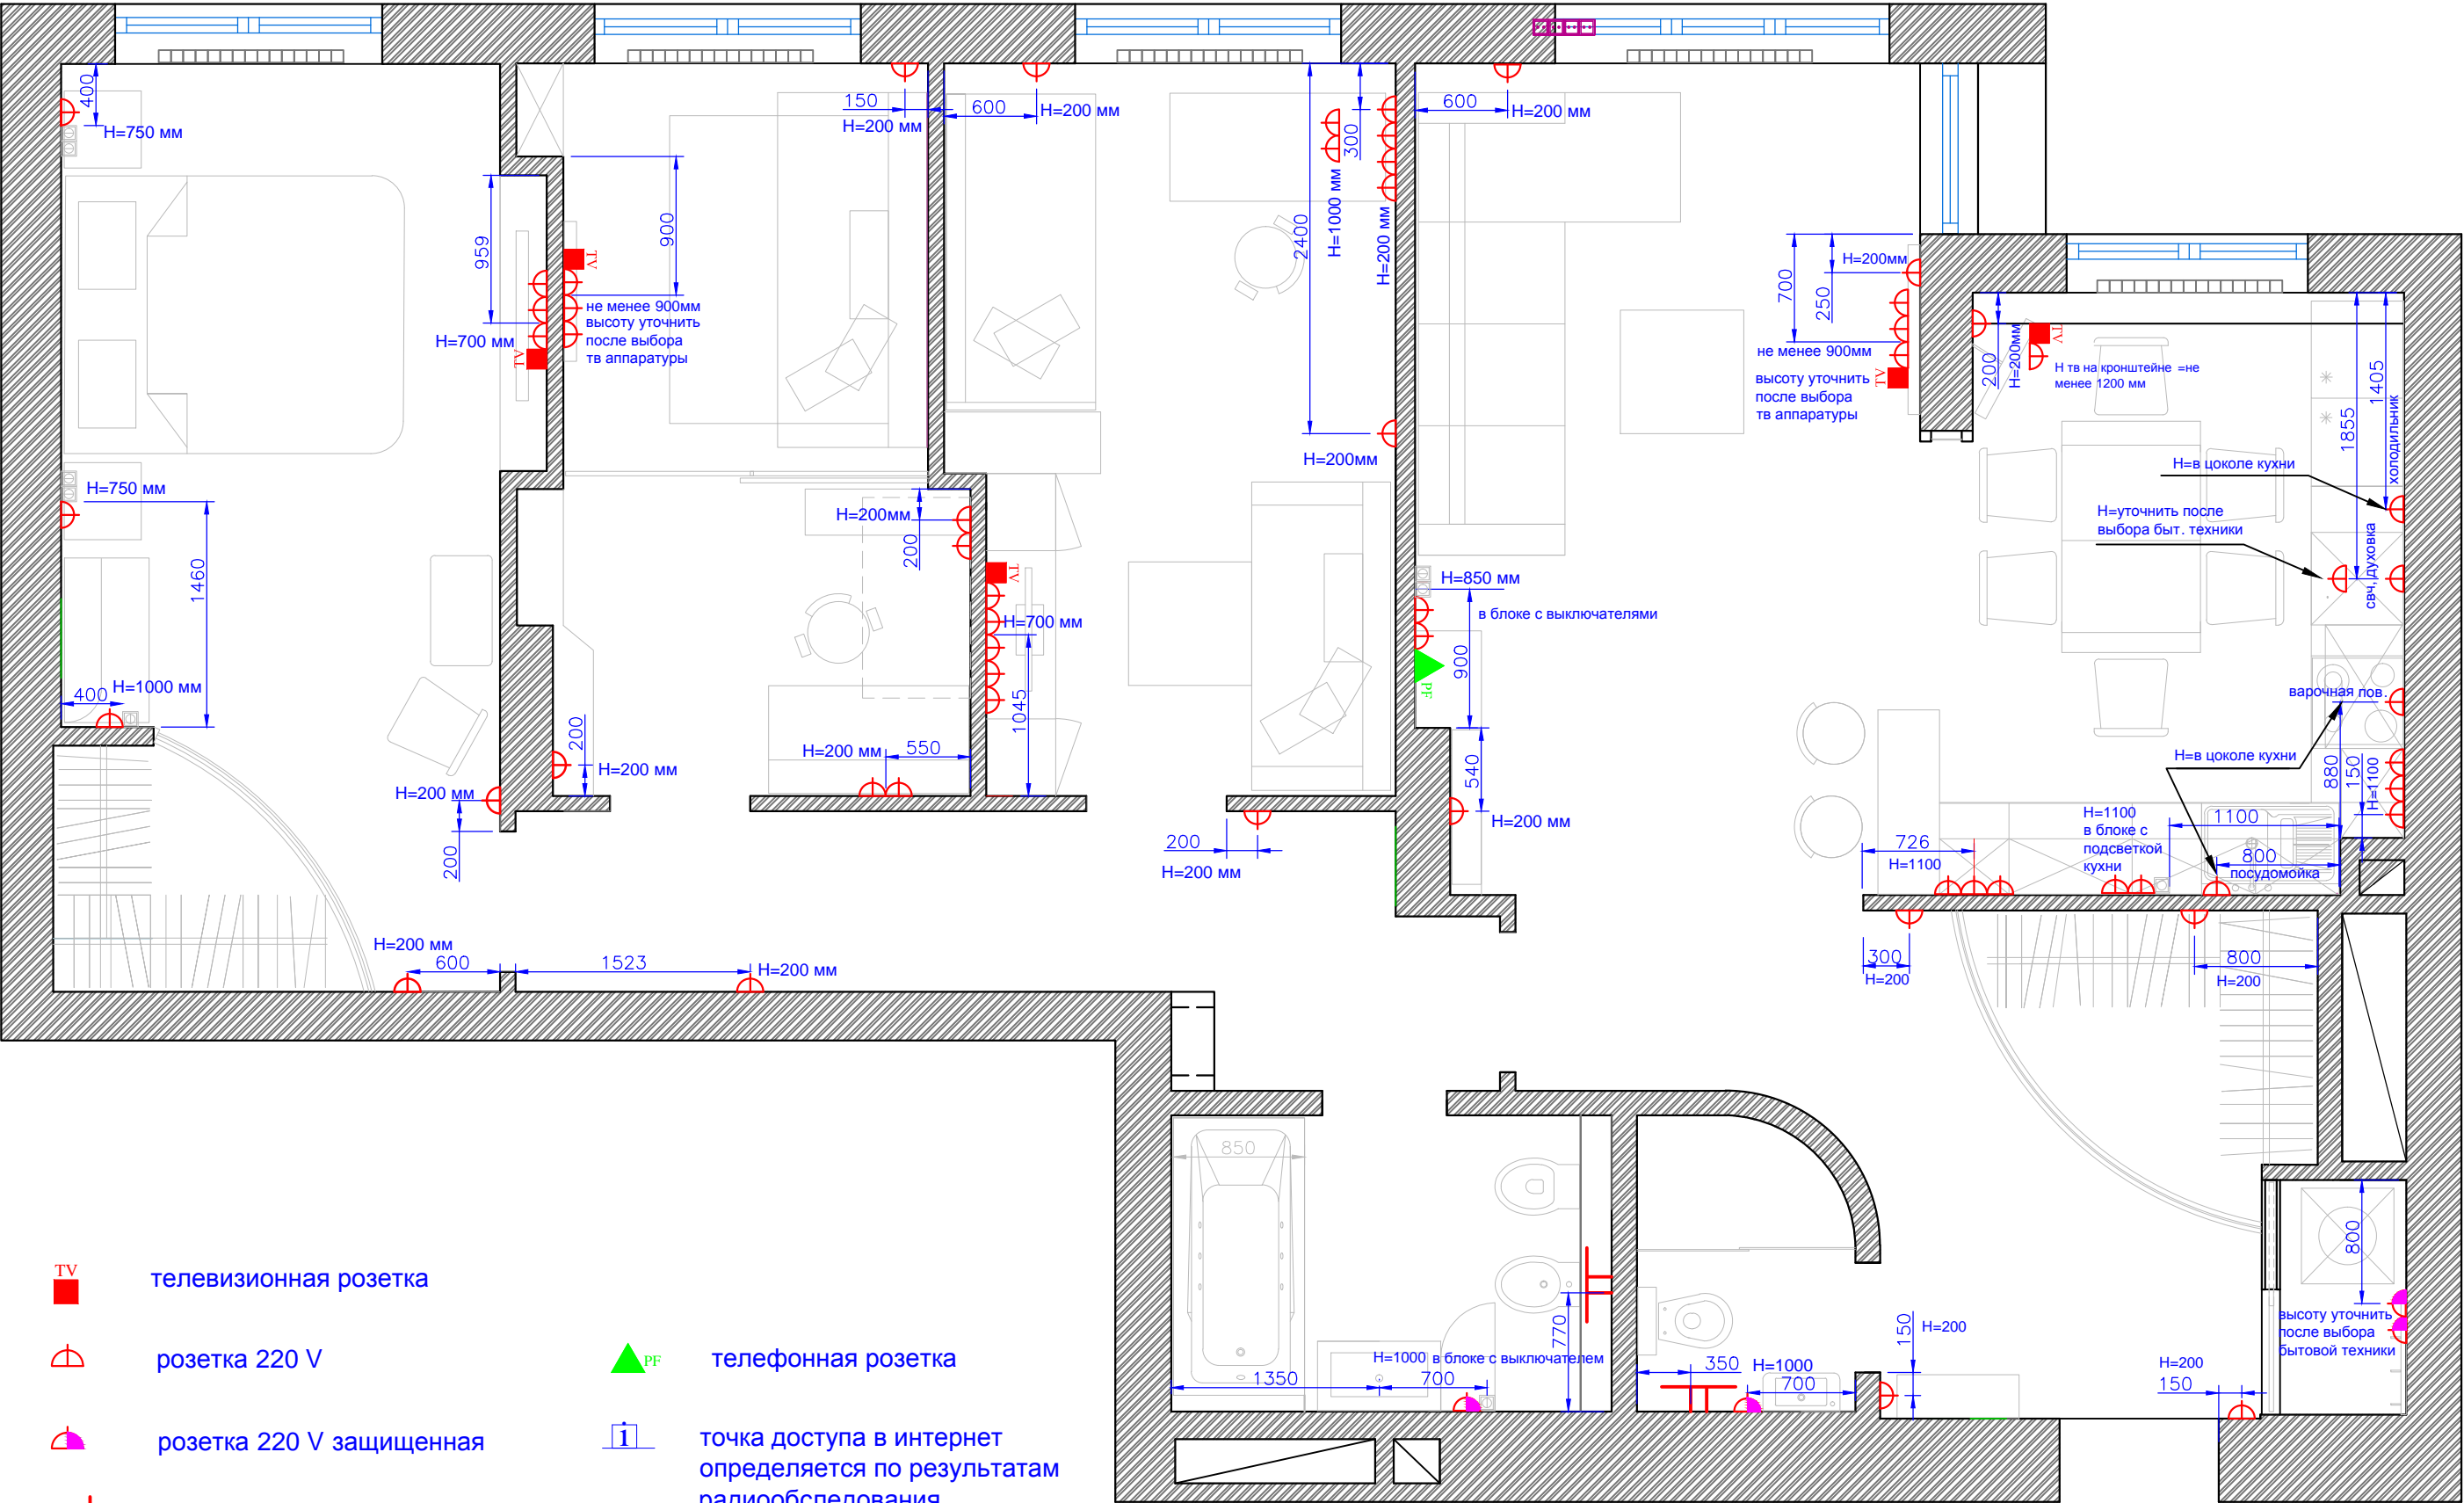 400
H=750 мм
959
H=700 мм
TV
TV
900
не менее 900мм
высоту уточнить
после выбора
тв аппаратуры
150
H=200 мм
600
H=200 мм
300
H=1000 мм
H=200 мм
2400
H=200мм
600
H=200 мм
700
250
H=200мм
не менее 900мм
высоту уточнить
после выбора
тв аппаратуры
TV
200
H=200мм
TV
Н тв на кронштейне =не
менее 1200 мм
1405
1855
холодильник
H=в цоколе кухни
H=уточнить после
выбора быт. техники
свч, духовка
H=750 мм
1460
400
H=1000 мм
H=200мм
200
TV
H=700 мм
1045
H=850 мм
в блоке с выключателями
900
PF
540
H=200 мм
варочная пов.
H=в цоколе кухни
880
150
H=1100
H=1100
в блоке с
подсветкой
кухни
1100
800
посудомойка
726
H=1100
200
H=200 мм
H=200 мм
550
H=200 мм
200
200
H=200 мм
H=200 мм
600
1523
H=200 мм
300
H=200
800
H=200
850
770
H=1000 в блоке с выключателем
1350
700
350
H=1000
700
150
H=200
H=200
150
800
высоту уточнить
после выбора
бытовой техники
TV
телевизионная розетка
розетка 220 V
PF
телефонная розетка
розетка 220 V защищенная
i
точка доступа в интернет
определяется по результатам
радиообследования